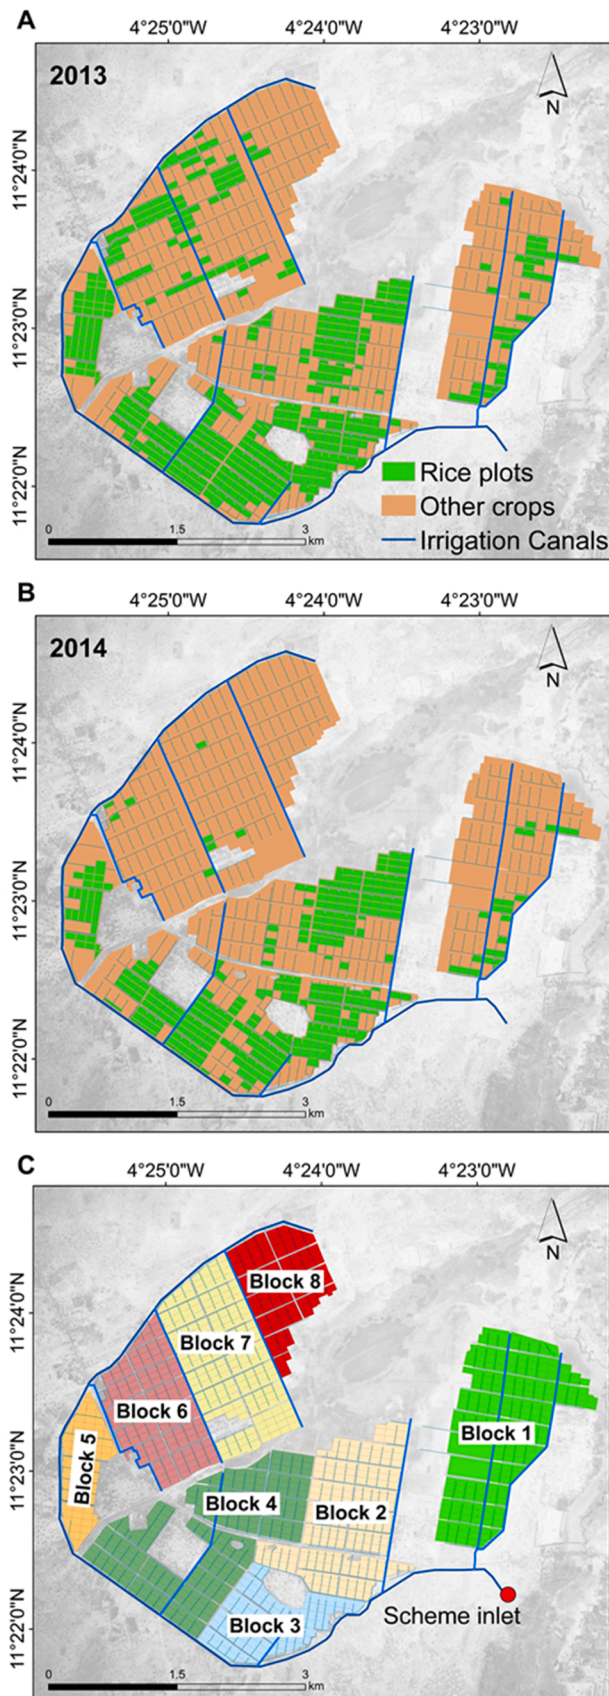 A
4°25'0"W 4°24'0"W 4°23'0"W
2013
N
11°24'0"N
11°23'0"N
11°22'0"N
Rice plots
Other crops
Irrigation Canals
0 1.5 3
km
B
4°25'0"W 4°24'0"W 4°23'0"W
2014
N
11°24'0"N
11°23'0"N
11°22'0"N
0 1.5 3
km
C
4°25'0"W 4°24'0"W 4°23'0"W
N
11°24'0"N
11°23'0"N
11°22'0"N
Block 8
Block 7
Block 6
Block 1
Block 5
Block 4
Block 2
Block 3
Scheme inlet
0 1.5 3
km